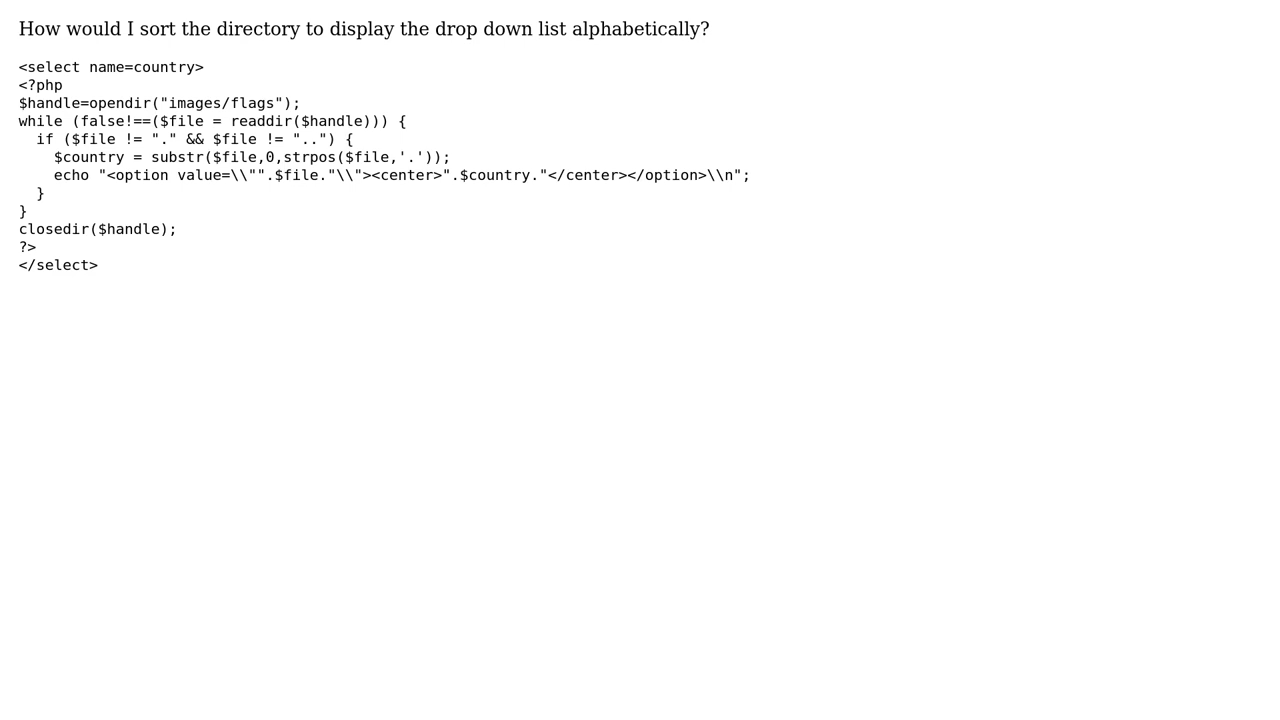 How would I sort the directory to display the drop down list alphabetically?
<select name=country>
<?php
$handle=opendir("images/flags");
while (false!==($file = readdir($handle))) {
  if ($file != "." && $file != "..") {
    $country = substr($file,0,strpos($file,'.'));
    echo "<option value=\\"".$file."\\"><center>".$country."</center></option>\\n";
  }
}
closedir($handle);
?>
</select>